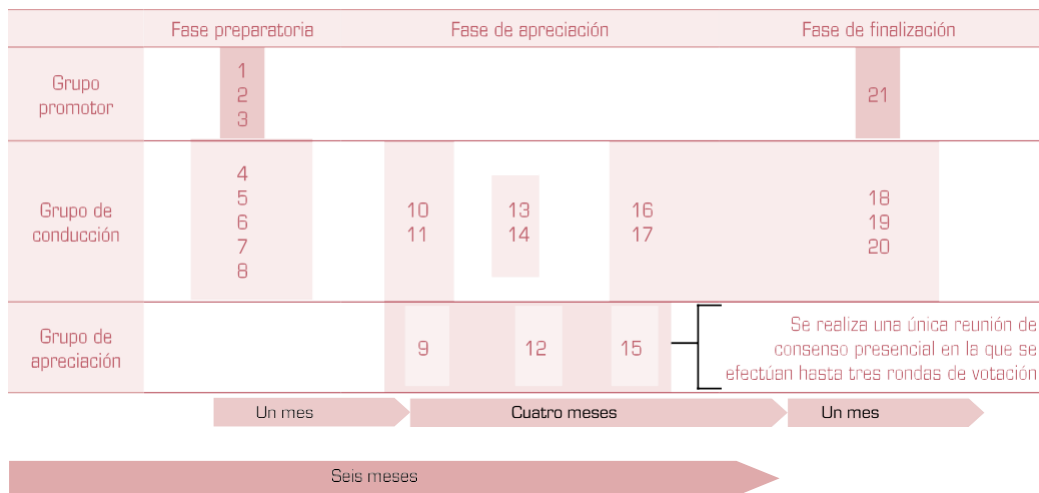 Fase preparatoria Fase de apreciación Fase de finalización
Grupo
promotor
1
2
3
21
Grupo de
conducción
4
5
6
7
8
10
11
13
14
16
17
18
19
20
Grupo de
apreciación
9
12
15
Se realiza una única reunión de
consenso presencial en la que se
efectúan hasta tres rondas de votación
Un mes Cuatro meses Un mes
Seis meses